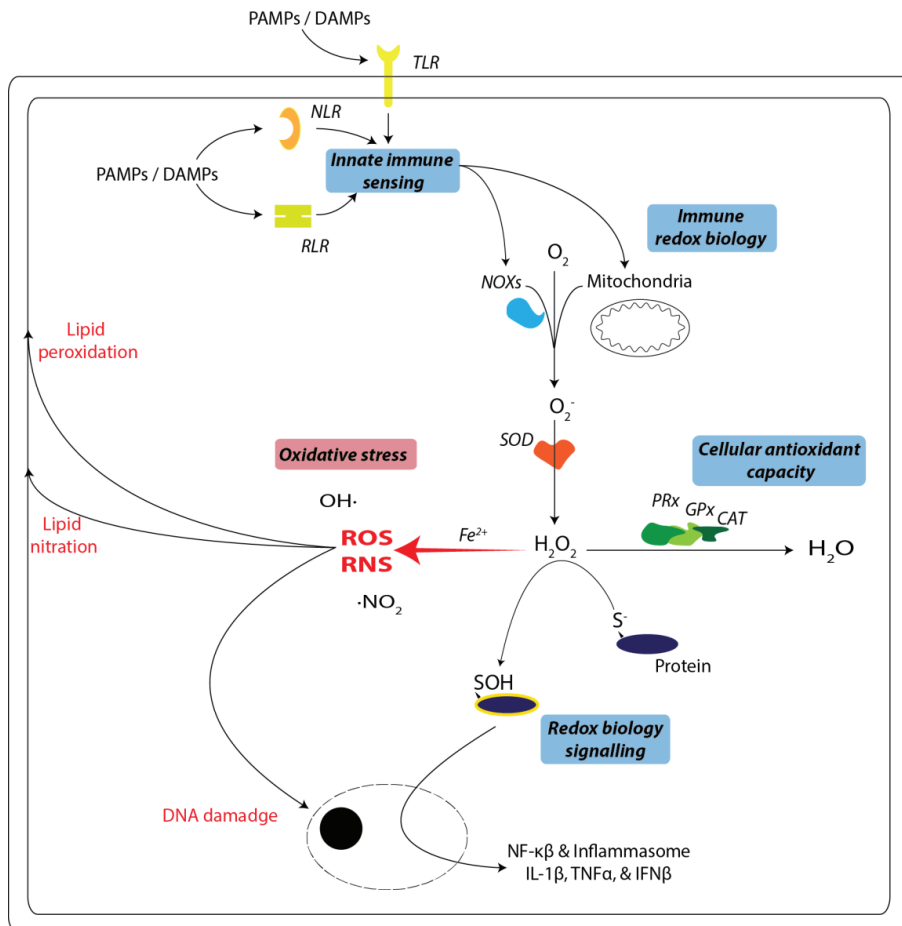 PAMPs / DAMPs
TLR
NLR
PAMPs / DAMPs
RLR
Innate immune
sensing
Immune
redox biology
O₂
NOXs
Mitochondria
O₂⁻
SOD
Lipid
peroxidation
Oxidative stress
Cellular antioxidant
capacity
OH·
PRx
GPx
CAT
Lipid
nitration
ROS
RNS
Fe²⁺
H₂O₂
H₂O
·NO₂
S⁻
Protein
SOH
Redox biology
signalling
DNA damadge
NF-κβ & Inflammasome
IL-1β, TNFα, & IFNβ